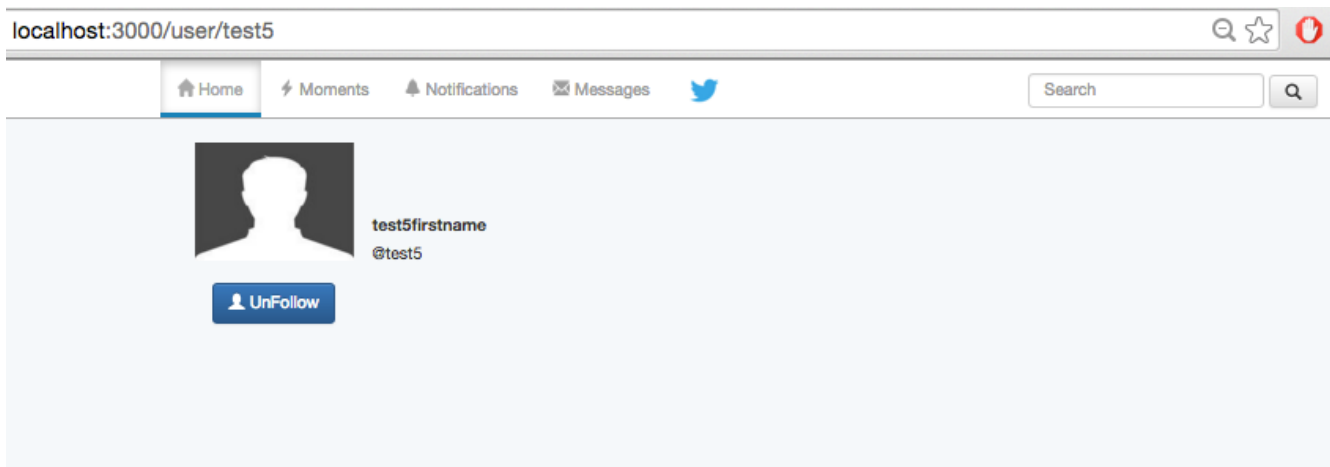 localhost:3000/user/test5
Home Moments Notifications Messages Search
test5firstname
@test5
UnFollow